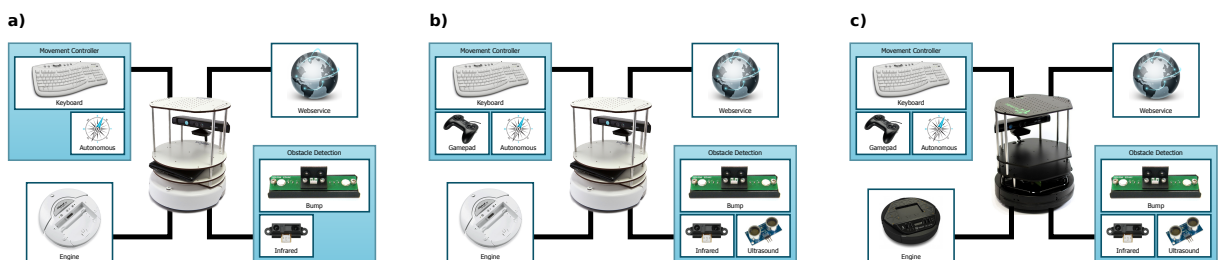 a)
Movement Controller
Keyboard
Autonomous
Webservice
Obstacle Detection
Bump
Infrared
Engine
b)
Movement Controller
Keyboard
Gamepad
Autonomous
Webservice
Obstacle Detection
Bump
Infrared
Ultrasound
Engine
c)
Movement Controller
Keyboard
Gamepad
Autonomous
Webservice
Obstacle Detection
Bump
Infrared
Ultrasound
Engine